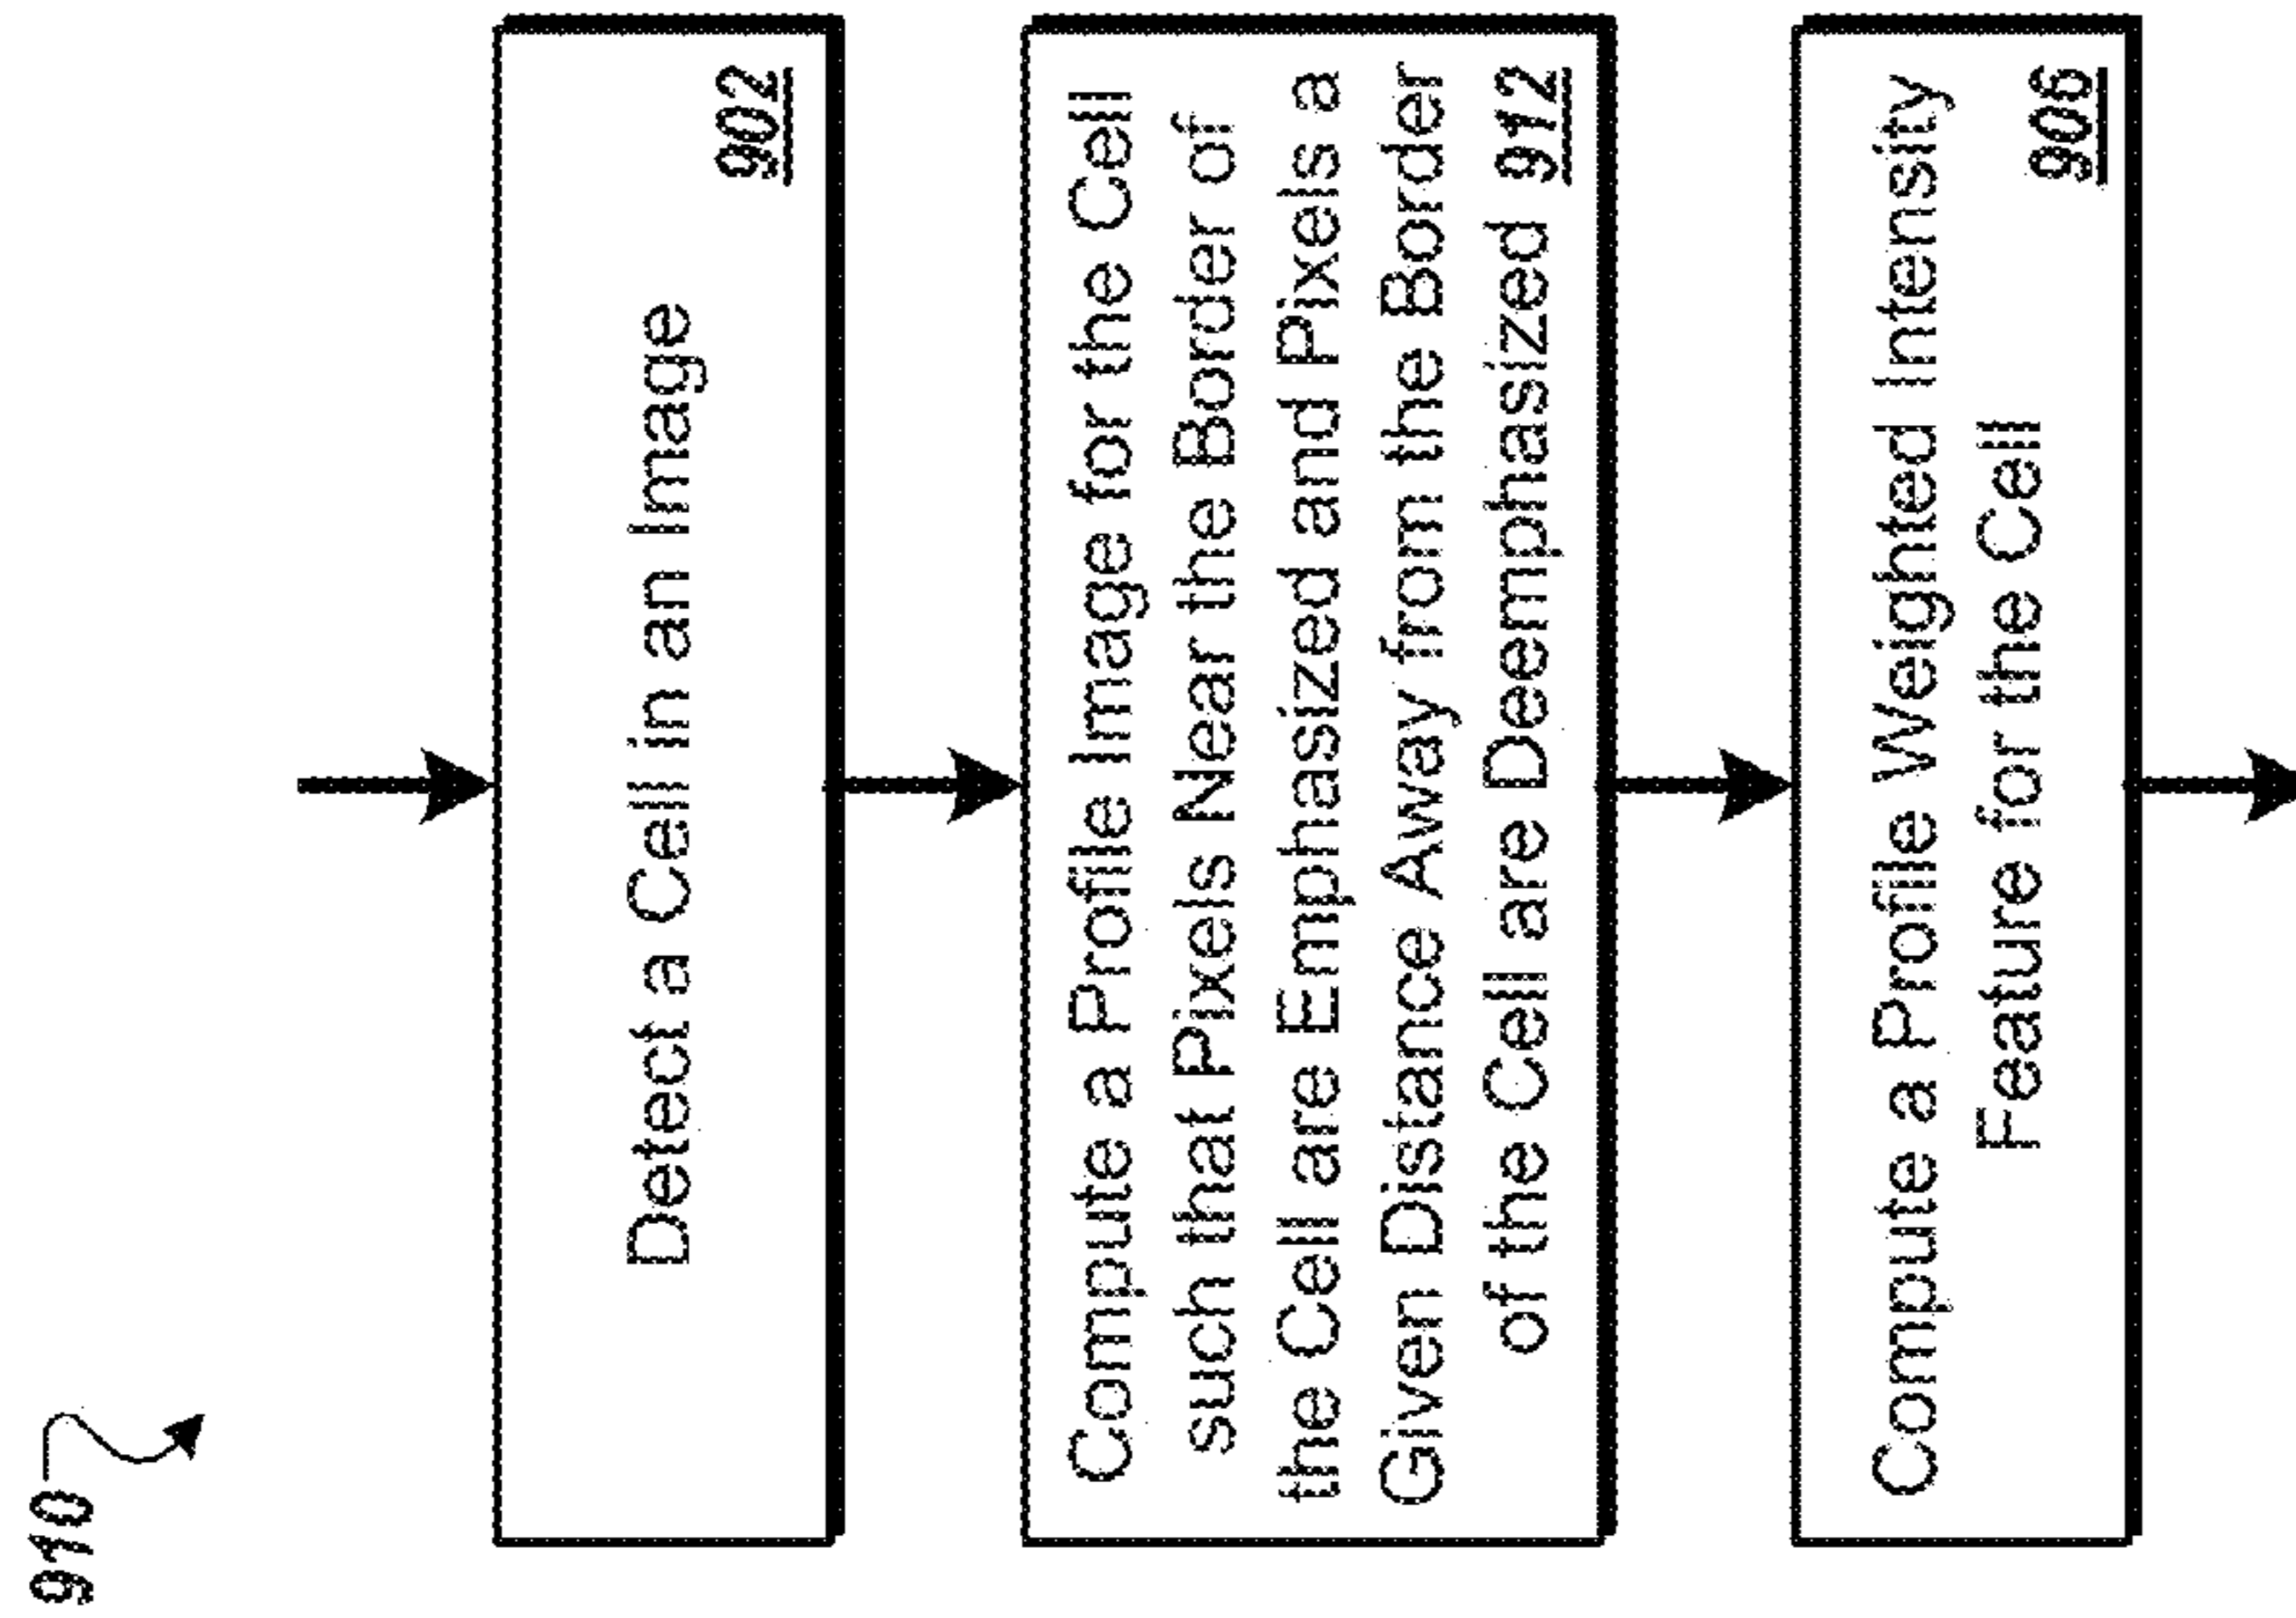 910
Detect a Cell in an Image
902
Compute a Profile Image for the Cell
such that Pixels Near the Border of
the Cell are Emphasized and Pixels a
Given Distance Away from the Border
of the Cell are Deemphasized 912
Compute a Profile Weighted Intensity
Feature for the Cell
906